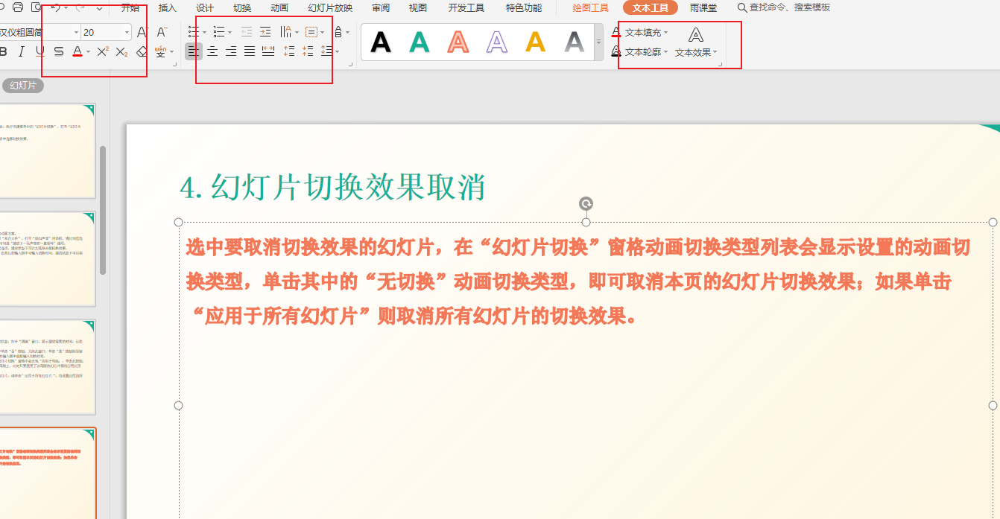 开始 插入 设计 切换 动画 幻灯片放映 审阅 视图 开发工具 特色功能 绘图工具 文本工具 雨课堂 查找命令、搜索模板
汉仪粗圆简 20 A A 文本填充
B I U S A X² X₂ wén 文 A A A A A A 文本轮廓 文本效果
幻灯片
4. 幻灯片切换效果取消
选中要取消切换效果的幻灯片，在“幻灯片切换”窗格动画切换类型列表会显示设置的动画切
换类型，单击其中的“无切换”动画切换类型，即可取消本页的幻灯片切换效果；如果单击
“应用于所有幻灯片”则取消所有幻灯片的切换效果。